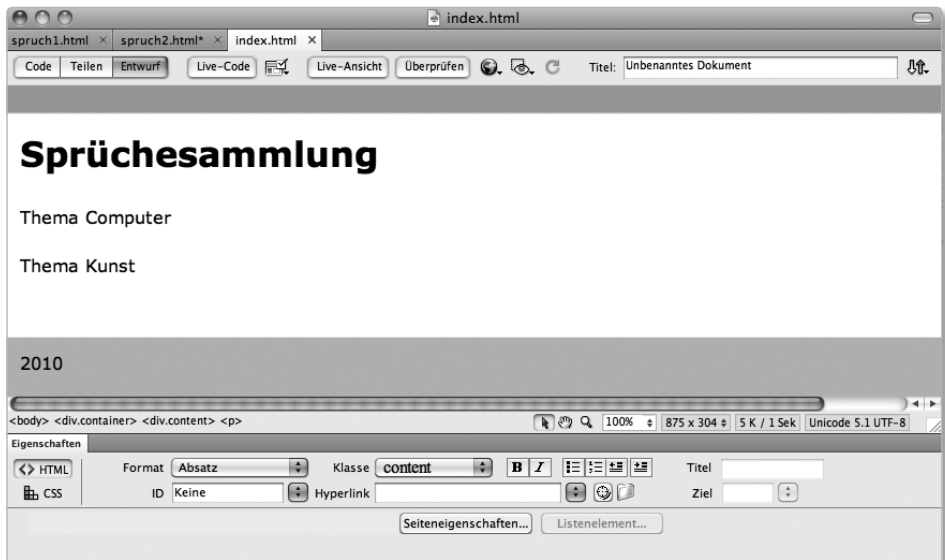 index.html
spruch1.html × spruch2.html* × index.html ×
Code Teilen Entwurf Live-Code Live-Ansicht Überprüfen Titel: Unbenanntes Dokument
Sprüchesammlung
Thema Computer
Thema Kunst
2010
<body> <div.container> <div.content> <p> 100% 875 x 304 5 K / 1 Sek Unicode 5.1 UTF-8
Eigenschaften
<> HTML Format Absatz Klasse content B I Titel
CSS ID Keine Hyperlink Ziel
Seiteneigenschaften... Listenelement...